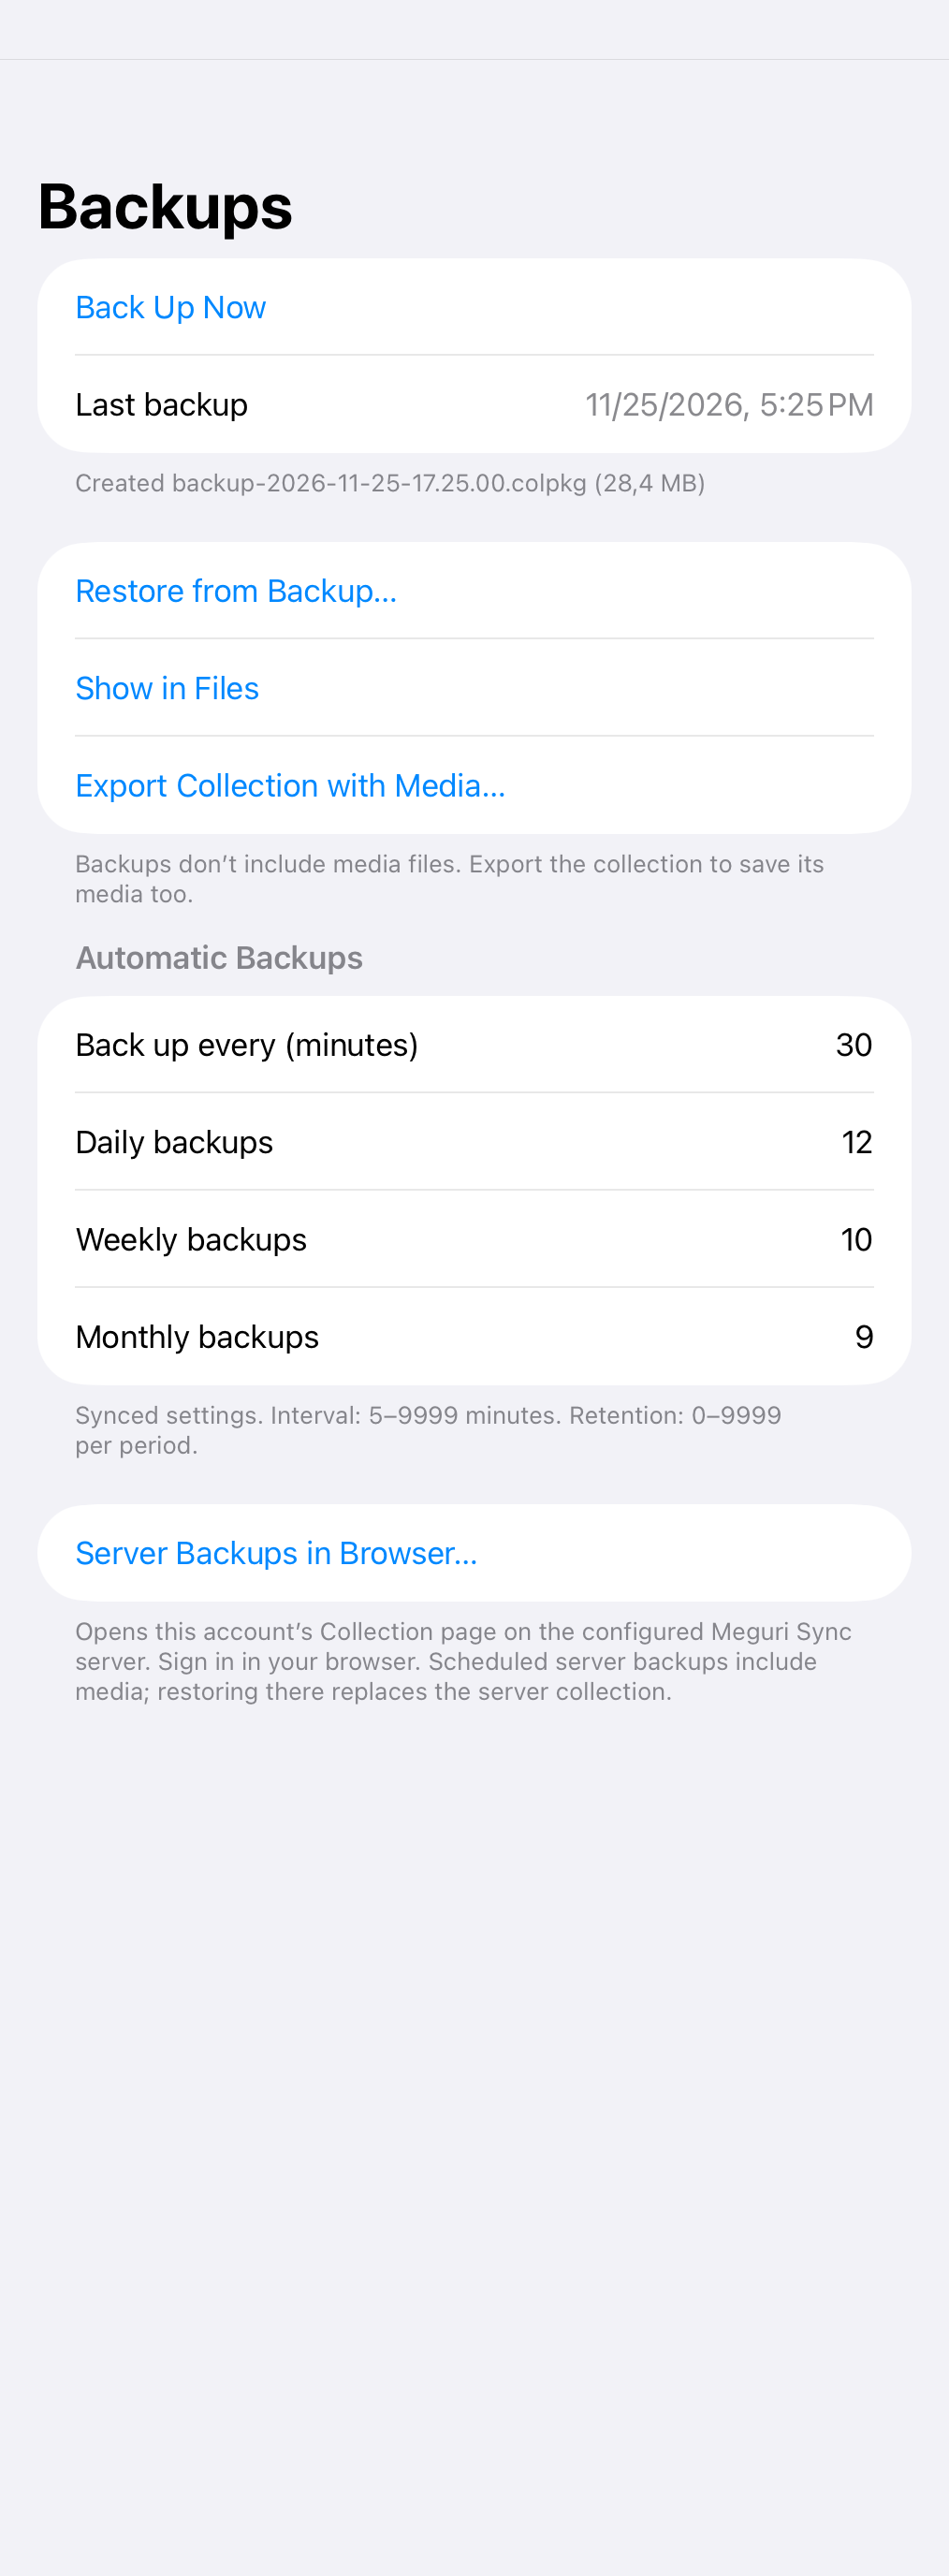 Backups
Back Up Now
Last backup 11/25/2026, 5:25 PM
Created backup-2026-11-25-17.25.00.colpkg (28,4 MB)
Restore from Backup...
Show in Files
Export Collection with Media...
Backups don’t include media files. Export the collection to save its
media too.
Automatic Backups
Back up every (minutes) 30
Daily backups 12
Weekly backups 10
Monthly backups 9
Synced settings. Interval: 5–9999 minutes. Retention: 0–9999
per period.
Server Backups in Browser...
Opens this account’s Collection page on the configured Meguri Sync
server. Sign in in your browser. Scheduled server backups include
media; restoring there replaces the server collection.